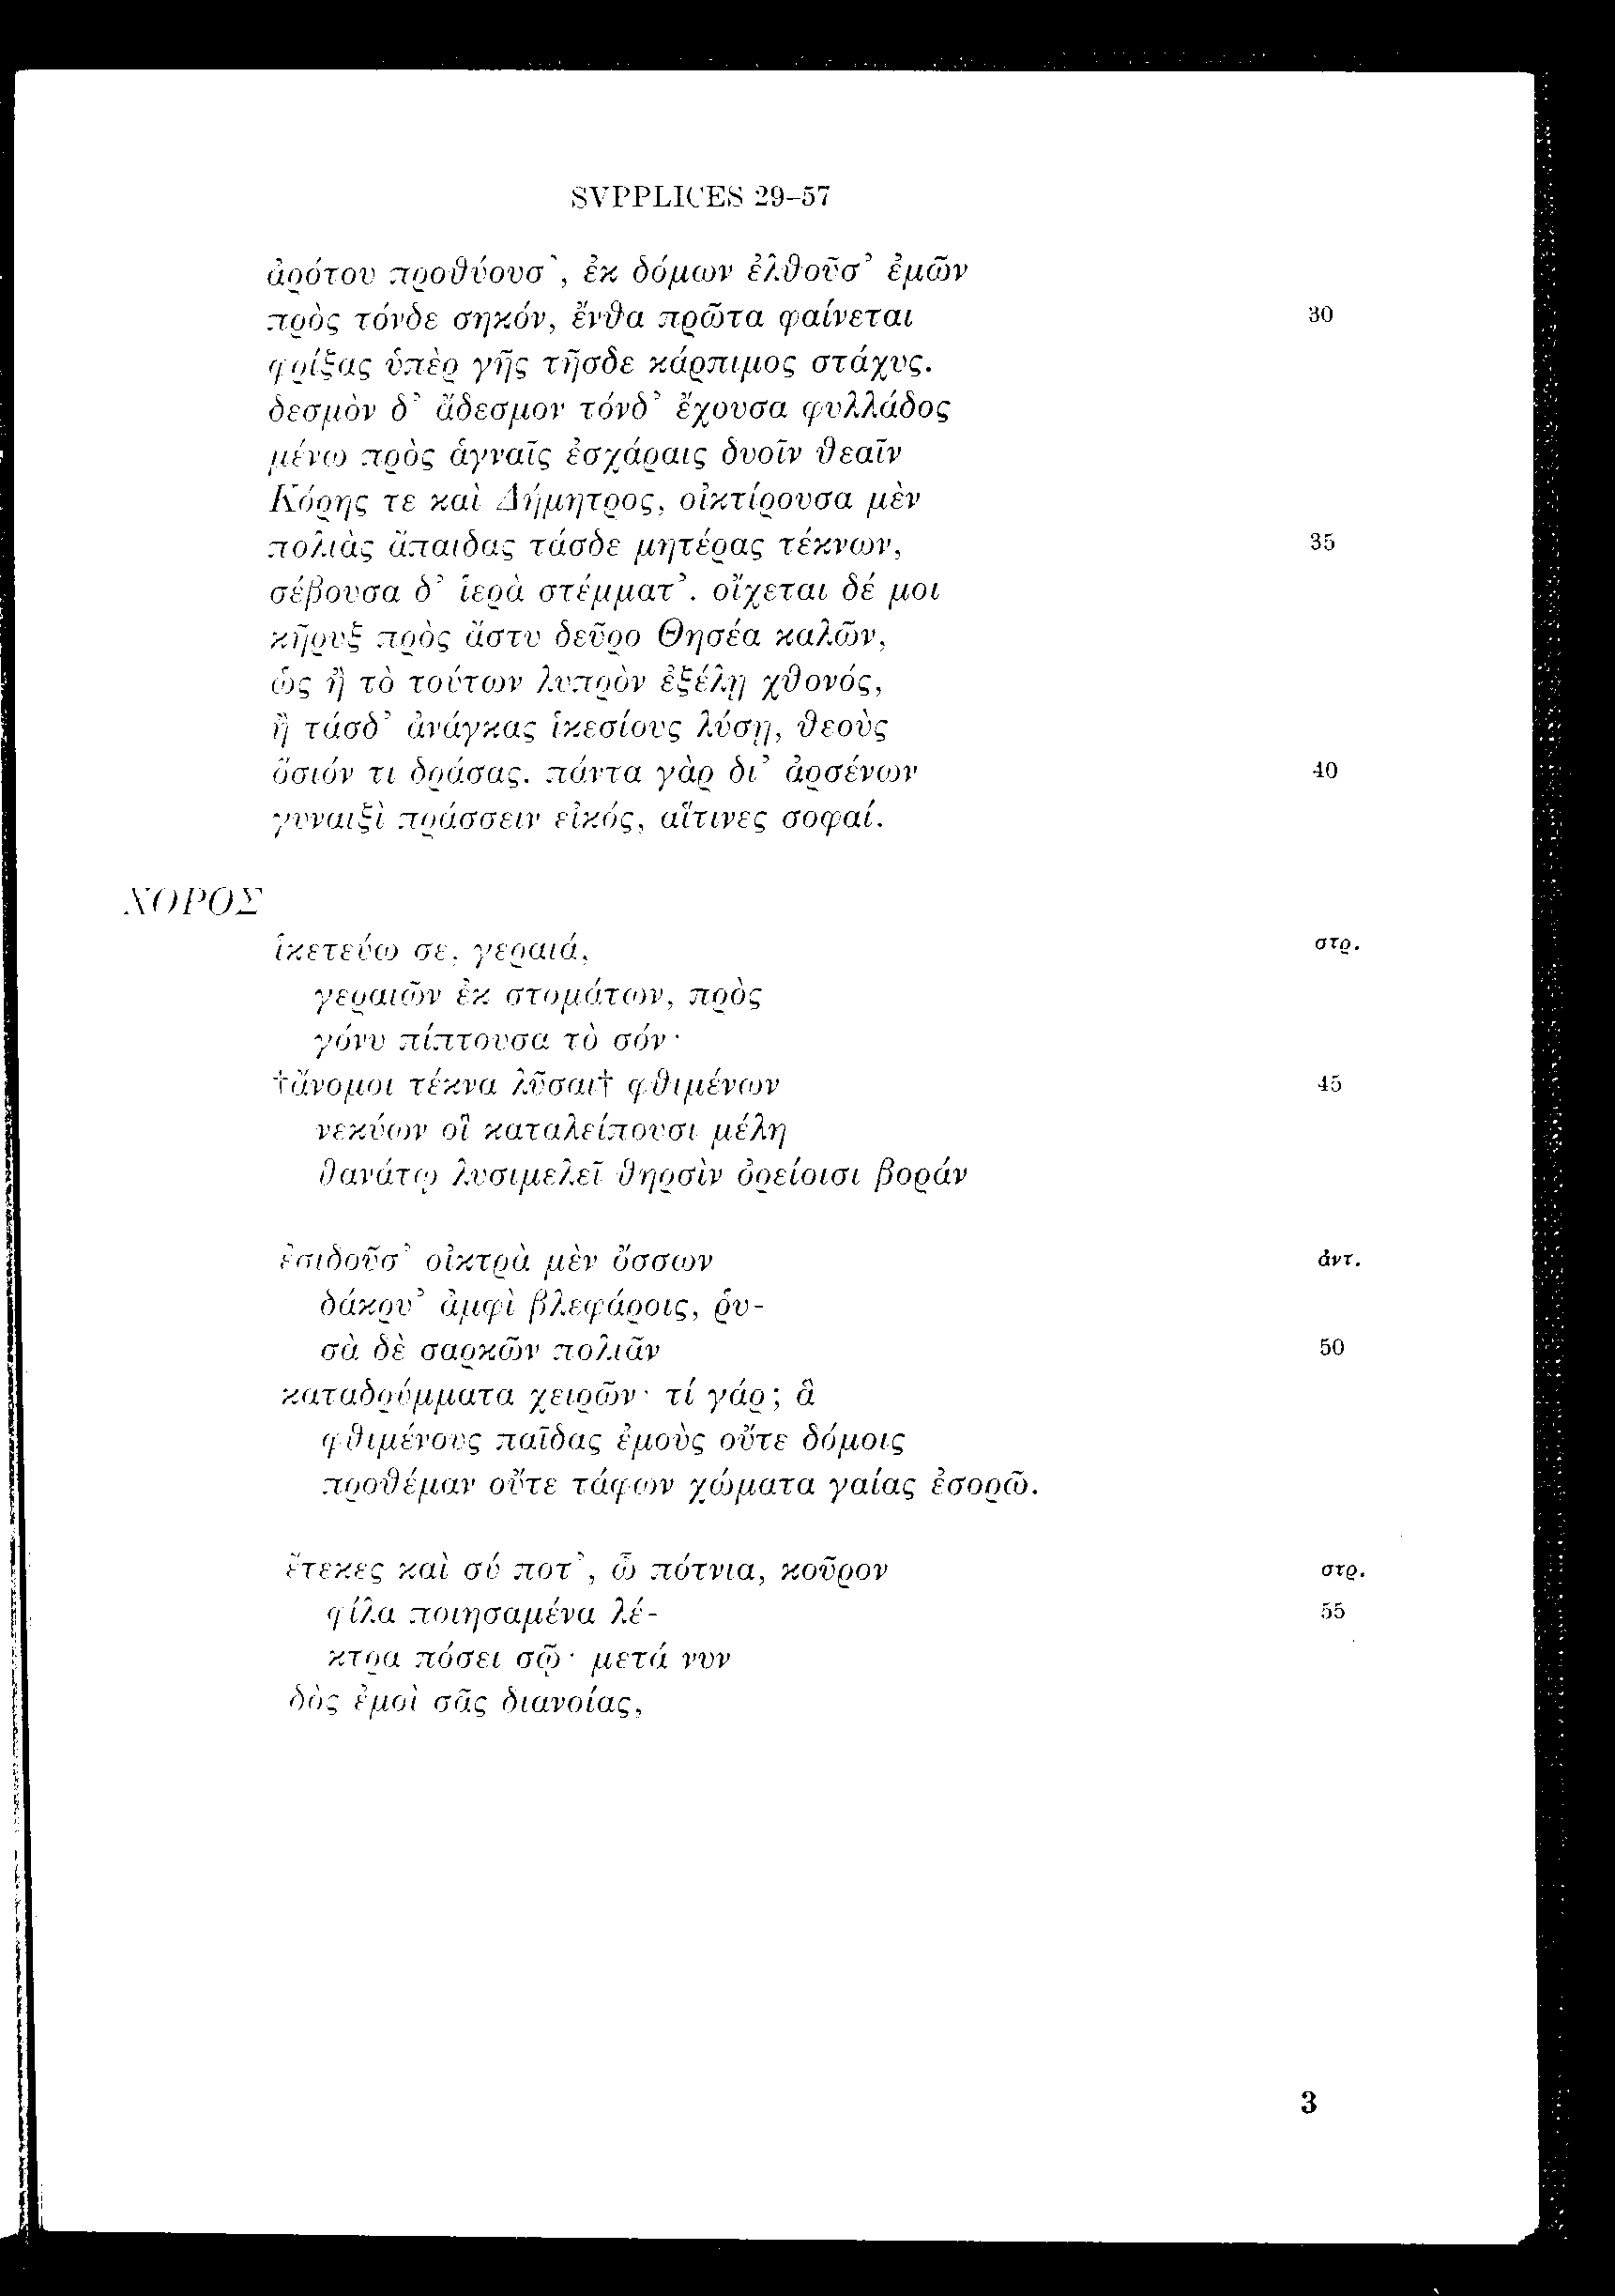 SVPPLICES 29–57
ἀρότου προθύουσ᾽, ἐκ δόμων ἐλθοῦσ᾽ ἐμῶν
πρὸς τόνδε σηκόν, ἔνθα πρῶτα φαίνεται 30
φρίξας ὑπὲρ γῆς τῆσδε κάρπιμος στάχυς.
δεσμὸν δ᾽ ἄδεσμον τόνδ᾽ ἔχουσα φυλλάδος
μένω πρὸς ἁγναῖς ἐσχάραις δυοῖν θεαῖν
Κόρης τε καὶ Δήμητρος, οἰκτίρουσα μὲν
πολιὰς ἄπαιδας τάσδε μητέρας τέκνων, 35
σέβουσα δ᾽ ἱερὰ στέμματ᾽. οἴχεται δέ μοι
κῆρυξ πρὸς ἄστυ δεῦρο Θησέα καλῶν,
ὡς ἢ τὸ τούτων λυπρὸν ἐξέλῃ χθονός,
ἢ τάσδ᾽ ἀνάγκας ἱκεσίους λύσῃ, θεοὺς
ὅσιόν τι δράσας. πάντα γὰρ δι᾽ ἀρσένων 40
γυναιξὶ πράσσειν εἰκός, αἵτινες σοφαί.
ΧΟΡΟΣ
ἱκετεύω σε, γεραιά, στρ.
γεραιῶν ἐκ στομάτων, πρὸς
γόνυ πίπτουσα τὸ σόν·
†ἄνομοι τέκνα λῦσαι† φθιμένων 45
νεκύων οἳ καταλείπουσι μέλη
θανάτῳ λυσιμελεῖ θηρσὶν ὀρείοισι βοράν
ἐσιδοῦσ᾽ οἰκτρὰ μὲν ὄσσων ἀντ.
δάκρυ᾽ ἀμφὶ βλεφάροις, ῥυ-
σὰ δὲ σαρκῶν πολιᾶν 50
καταδρύμματα χειρῶν· τί γάρ; ἃ
φθιμένους παῖδας ἐμοὺς οὔτε δόμοις
προθέμαν οὔτε τάφων χώματα γαίας ἐσορῶ.
ἔτεκες καὶ σύ ποτ᾽, ὦ πότνια, κοῦρον στρ.
φίλα ποιησαμένα λέ- 55
κτρα πόσει σῷ· μετά νυν
δὸς ἐμοὶ σᾶς διανοίας,
3